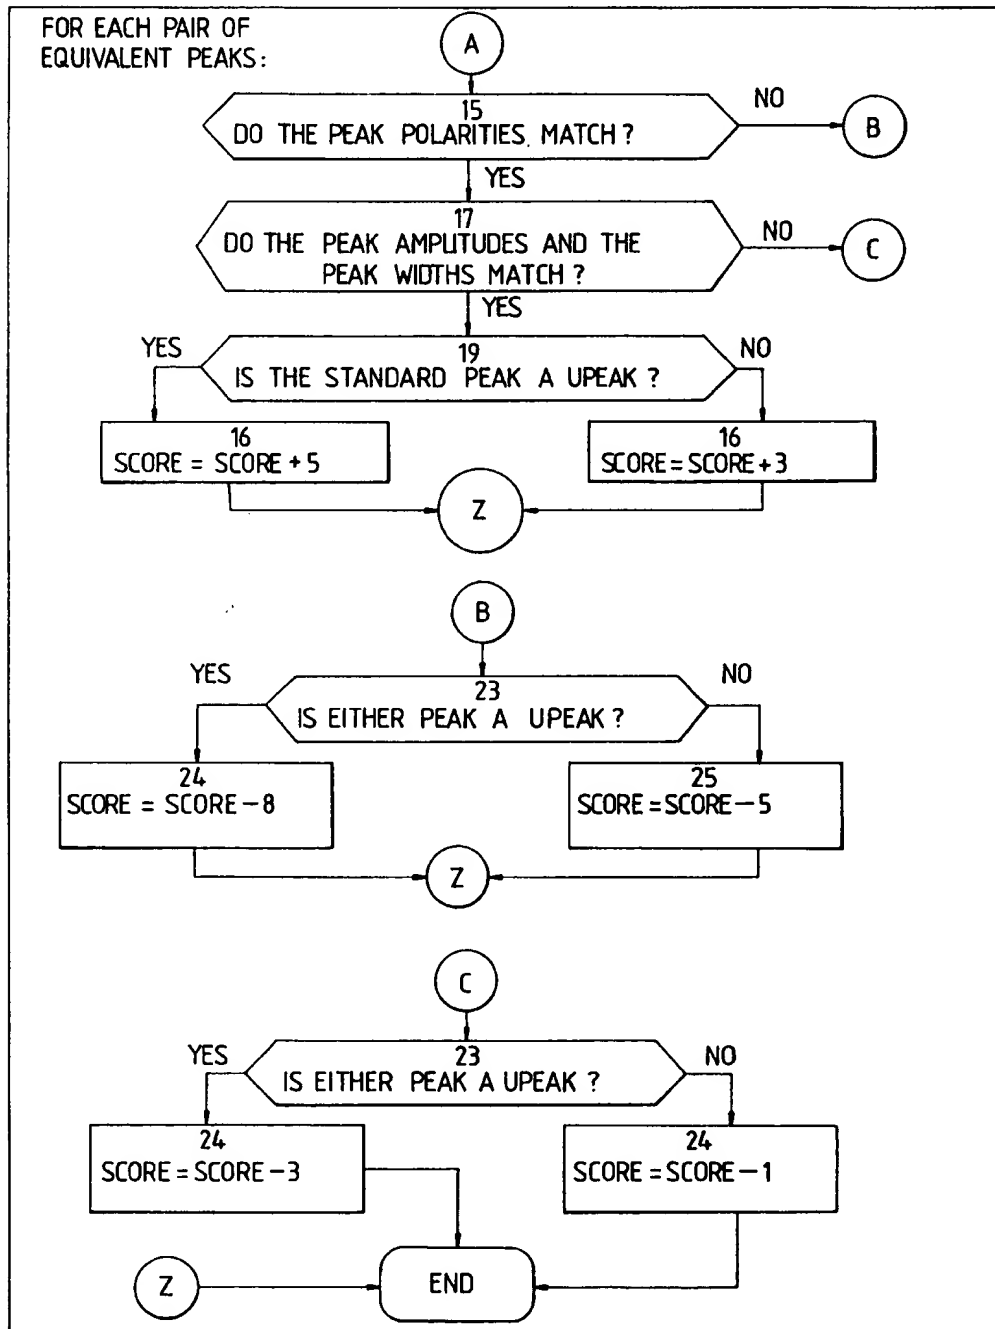 FOR EACH PAIR OF
EQUIVALENT PEAKS:
A
15
DO THE PEAK POLARITIES. MATCH?
NO
B
YES
17
DO THE PEAK AMPLITUDES AND THE
PEAK WIDTHS MATCH?
NO
C
YES
YES
19
IS THE STANDARD PEAK A UPEAK?
NO
16
SCORE = SCORE + 5
16
SCORE = SCORE + 3
Z
B
YES
23
IS EITHER PEAK A UPEAK?
NO
24
SCORE = SCORE - 8
25
SCORE = SCORE - 5
Z
C
YES
23
IS EITHER PEAK A UPEAK?
NO
24
SCORE = SCORE - 3
24
SCORE = SCORE - 1
Z
END